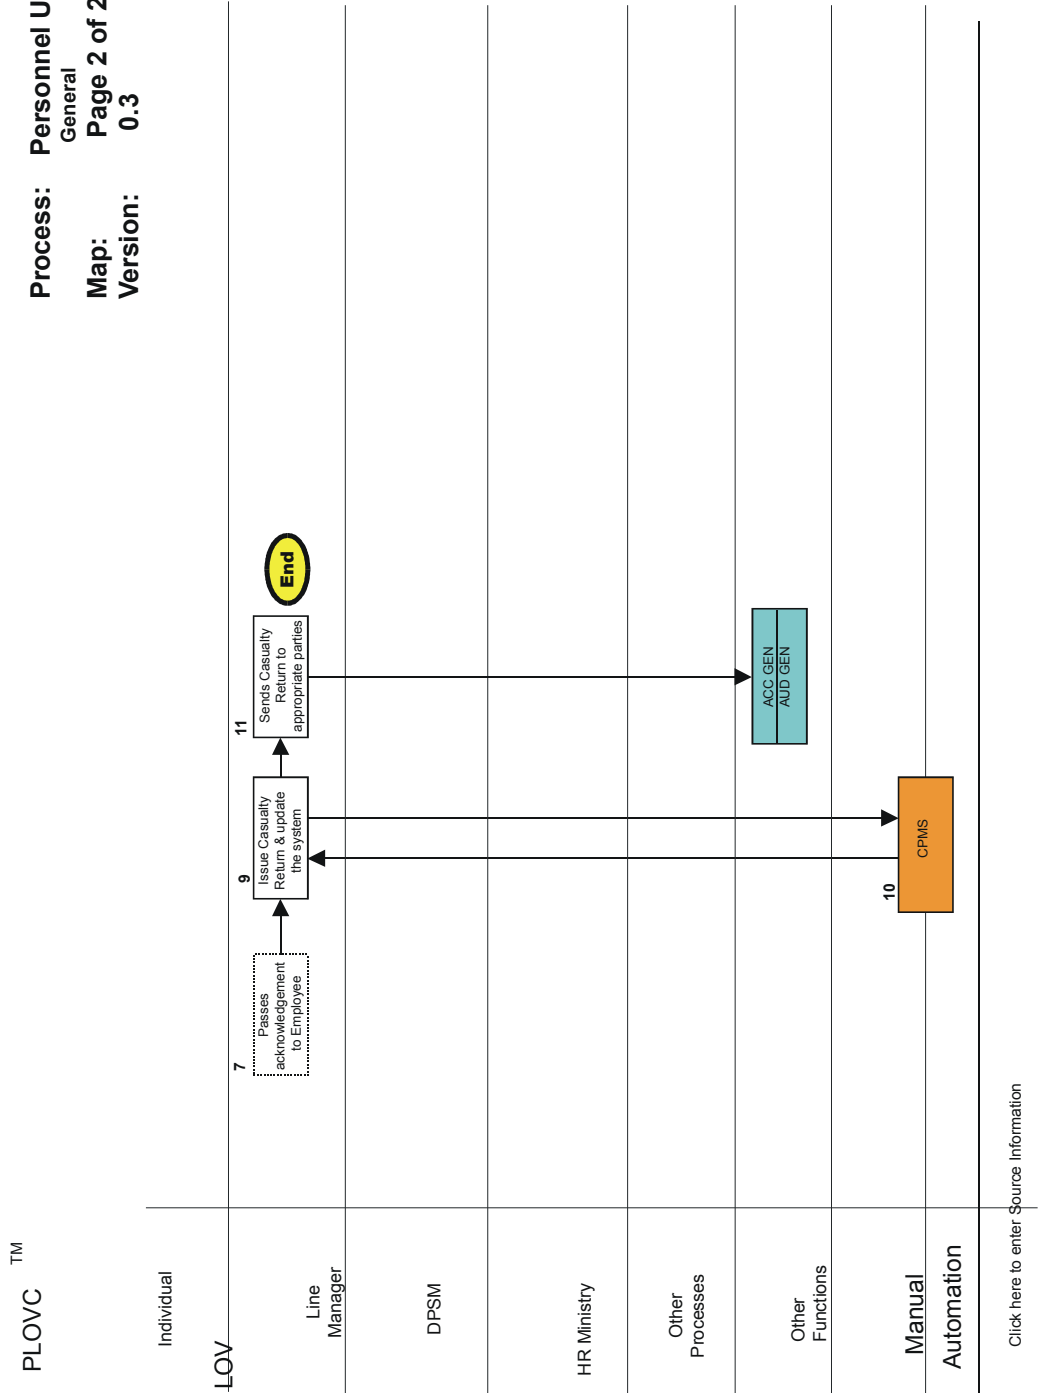 PLOVC
TM
Process: Personnel U
General
Map: Page 2 of 2
Version: 0.3
Individual
LOV
Line
Manager
DPSM
HR Ministry
Other
Processes
Other
Functions
Manual
Automation
7
Passes
acknowledgement
to Employee
9
Issue Casualty
Return & update
the system
11
Sends Casualty
Return to
appropriate parties
End
10
CPMS
ACC GEN
AUD GEN
Click here to enter Source Information